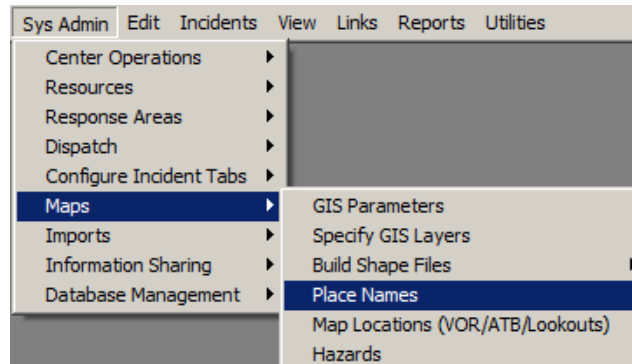 Sys Admin Edit Incidents View Links Reports Utilities
Center Operations
Resources
Response Areas
Dispatch
Configure Incident Tabs
Maps
Imports
Information Sharing
Database Management
GIS Parameters
Specify GIS Layers
Build Shape Files
Place Names
Map Locations (VOR/ATB/Lookouts)
Hazards